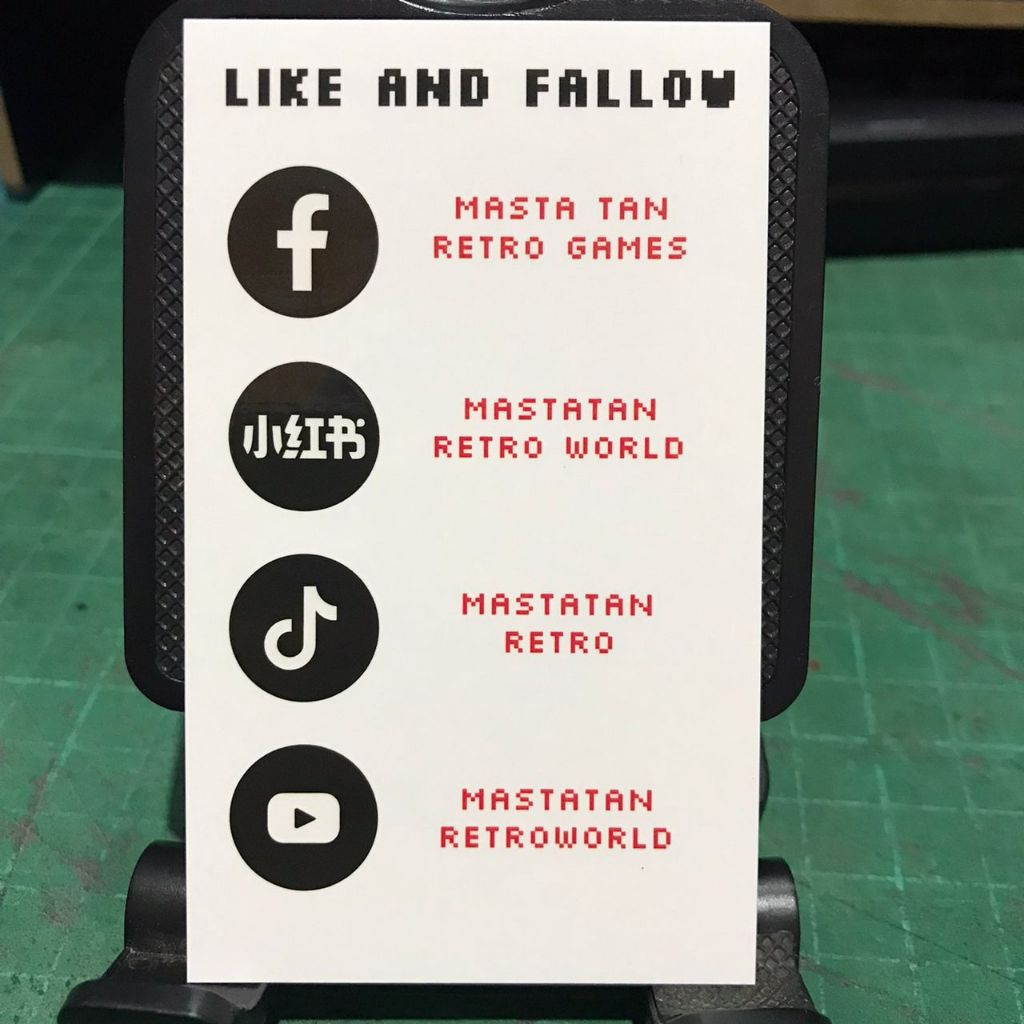 LIKE AND FALLOW
f
MASTA TAN
RETRO GAMES
小红书
MASTATAN
RETRO WORLD
MASTATAN
RETRO
MASTATAN
RETROWORLD